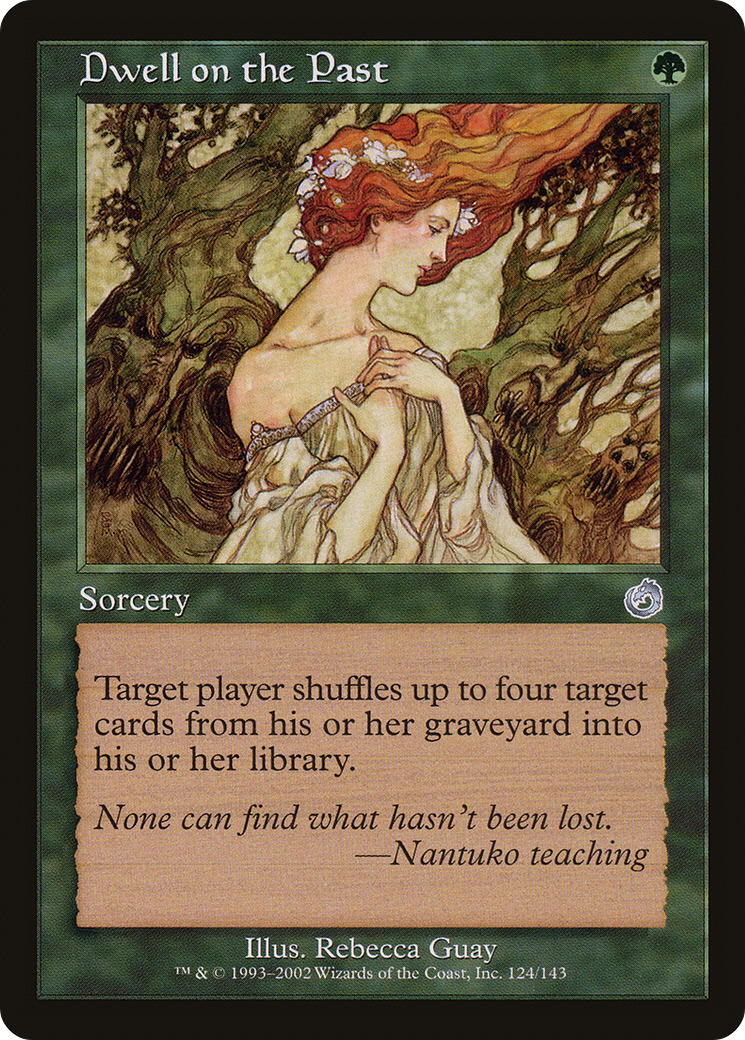 Dwell on the Past
Sorcery
Target player shuffles up to four target
cards from his or her graveyard into
his or her library.
None can find what hasn't been lost.
—Nantuko teaching
Illus. Rebecca Guay
™ & © 1993–2002 Wizards of the Coast, Inc. 124/143